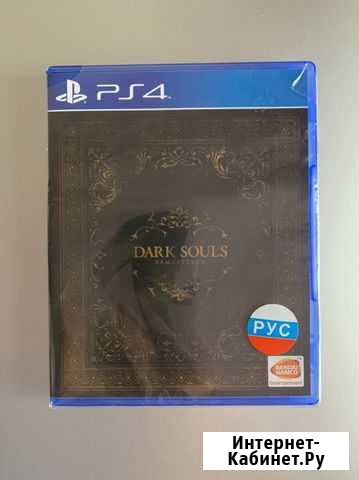 PS4
DARK SOULS
REMASTERED
РУС
BANDAI
NAMCO
Entertainment
Интернет-
Кабинет.Ру